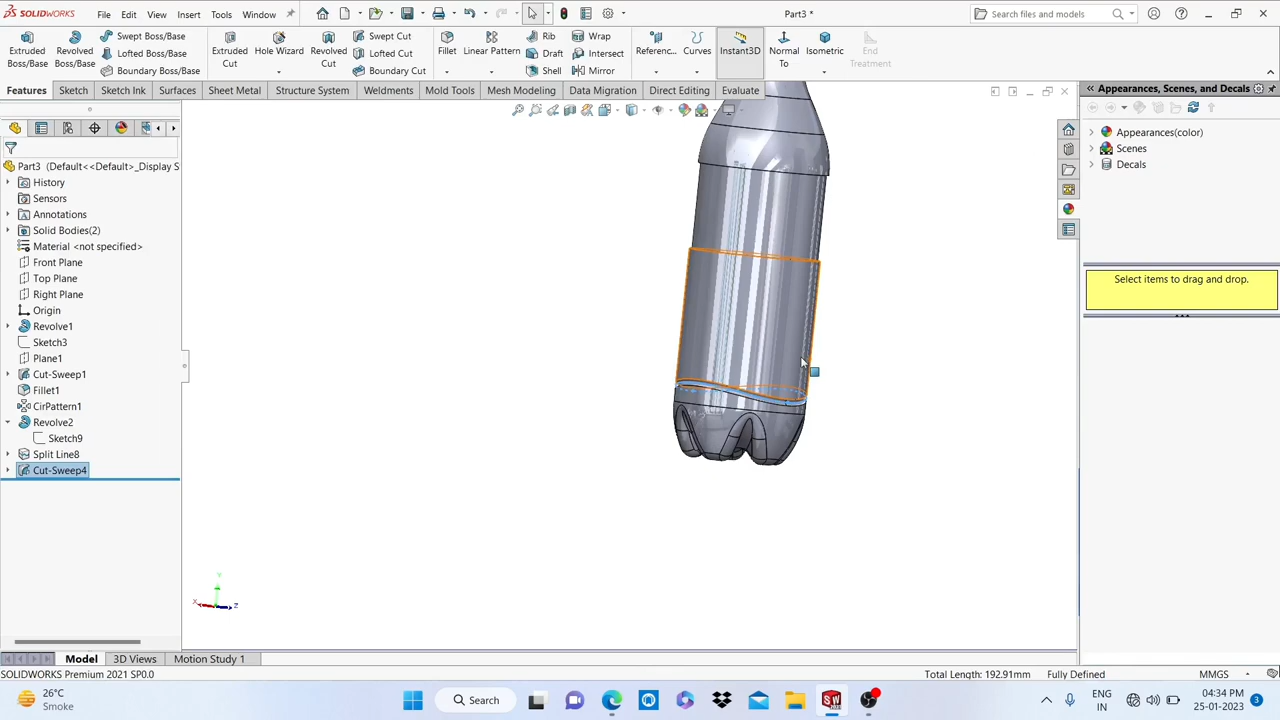 SOLIDWORKS File Edit View Insert Tools Window Part3 * Search files and models
Extruded Boss/Base Revolved Boss/Base Swept Boss/Base Lofted Boss/Base Boundary Boss/Base Extruded Cut Hole Wizard Revolved Cut Swept Cut Lofted Cut Boundary Cut Fillet Linear Pattern Rib Draft Shell Wrap Intersect Mirror Referenc... Curves Instant3D Normal To Isometric End Treatment
Features Sketch Sketch Ink Surfaces Sheet Metal Structure System Weldments Mold Tools Mesh Modeling Data Migration Direct Editing Evaluate
Appearances, Scenes, and Decals
Appearances(color)
Scenes
Decals
Select items to drag and drop.
Part3 (Default<<Default>_Display S
History
Sensors
Annotations
Solid Bodies(2)
Material <not specified>
Front Plane
Top Plane
Right Plane
Origin
Revolve1
Sketch3
Plane1
Cut-Sweep1
Fillet1
CirPattern1
Revolve2
Sketch9
Split Line8
Cut-Sweep4
Y
X Z
Model 3D Views Motion Study 1
SOLIDWORKS Premium 2021 SP0.0 Total Length: 192.91mm Fully Defined MMGS
26°C
Smoke
Search
ENG
IN
04:34 PM
25-01-2023
3